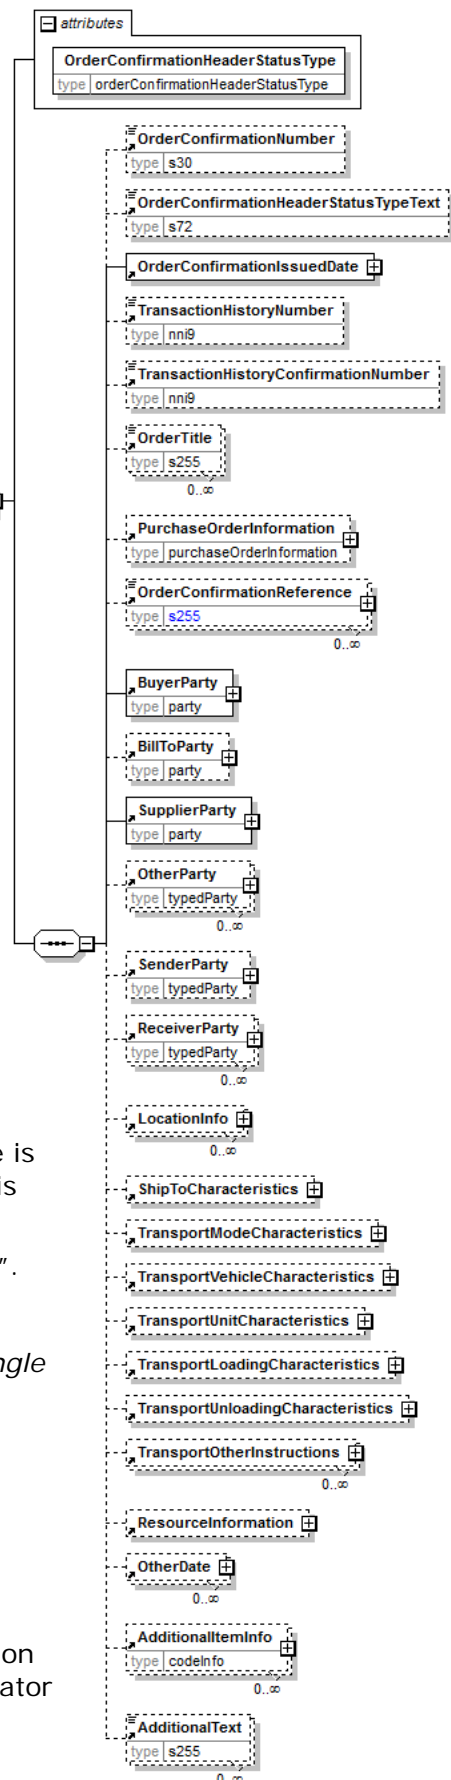 attributes
OrderConfirmationHeaderStatusType
type orderConfirmationHeaderStatusType
OrderConfirmationNumber
type s30
OrderConfirmationHeaderStatusTypeText
type s72
OrderConfirmationIssuedDate
TransactionHistoryNumber
type nni9
TransactionHistoryConfirmationNumber
type nni9
OrderTitle
type s255
0..∞
PurchaseOrderInformation
type purchaseOrderInformation
OrderConfirmationReference
type s255
0..∞
BuyerParty
type party
BillToParty
type party
SupplierParty
type party
OtherParty
type typedParty
0..∞
SenderParty
type typedParty
ReceiverParty
type typedParty
0..∞
LocationInfo
e is
0..∞
is
ShipToCharacteristics
TransportModeCharacteristics
".
TransportVehicleCharacteristics
TransportUnitCharacteristics
ngle
TransportLoadingCharacteristics
TransportUnloadingCharacteristics
TransportOtherInstructions
0..∞
ResourceInformation
OtherDate
0..∞
AdditionalItemInfo
on
type codeInfo
ator
0..∞
AdditionalText
type s255
0..∞